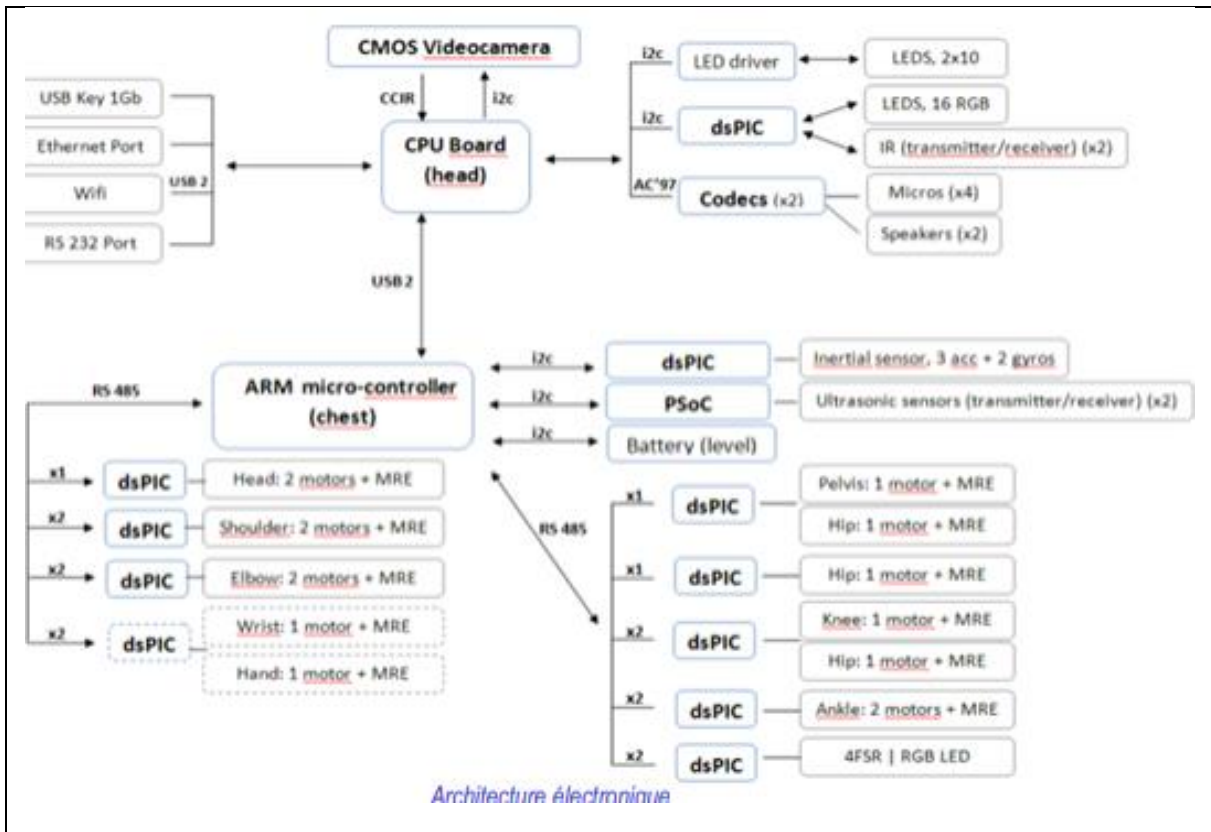 CMOS Videocamera
CCIR
i2c
CPU Board
(head)
USB Key 1Gb
Ethernet Port
Wifi
RS 232 Port
USB 2
i2c
LED driver
LEDS, 2x10
i2c
dsPIC
LEDS, 16 RGB
IR (transmitter/receiver) (x2)
AC'97
Codecs (x2)
Micros (x4)
Speakers (x2)
USB 2
ARM micro-controller
(chest)
i2c
dsPIC
Inertial sensor, 3 acc + 2 gyros
i2c
PSoC
Ultrasonic sensors (transmitter/receiver) (x2)
i2c
Battery (level)
RS 485
x1
dsPIC
Head: 2 motors + MRE
x2
dsPIC
Shoulder: 2 motors + MRE
x2
dsPIC
Elbow: 2 motors + MRE
x2
dsPIC
Wrist: 1 motor + MRE
Hand: 1 motor + MRE
RS 485
x1
dsPIC
Pelvis: 1 motor + MRE
Hip: 1 motor + MRE
x1
dsPIC
Hip: 1 motor + MRE
x2
dsPIC
Knee: 1 motor + MRE
Hip: 1 motor + MRE
x2
dsPIC
Ankle: 2 motors + MRE
x2
dsPIC
4FSR | RGB LED
Architecture électronique